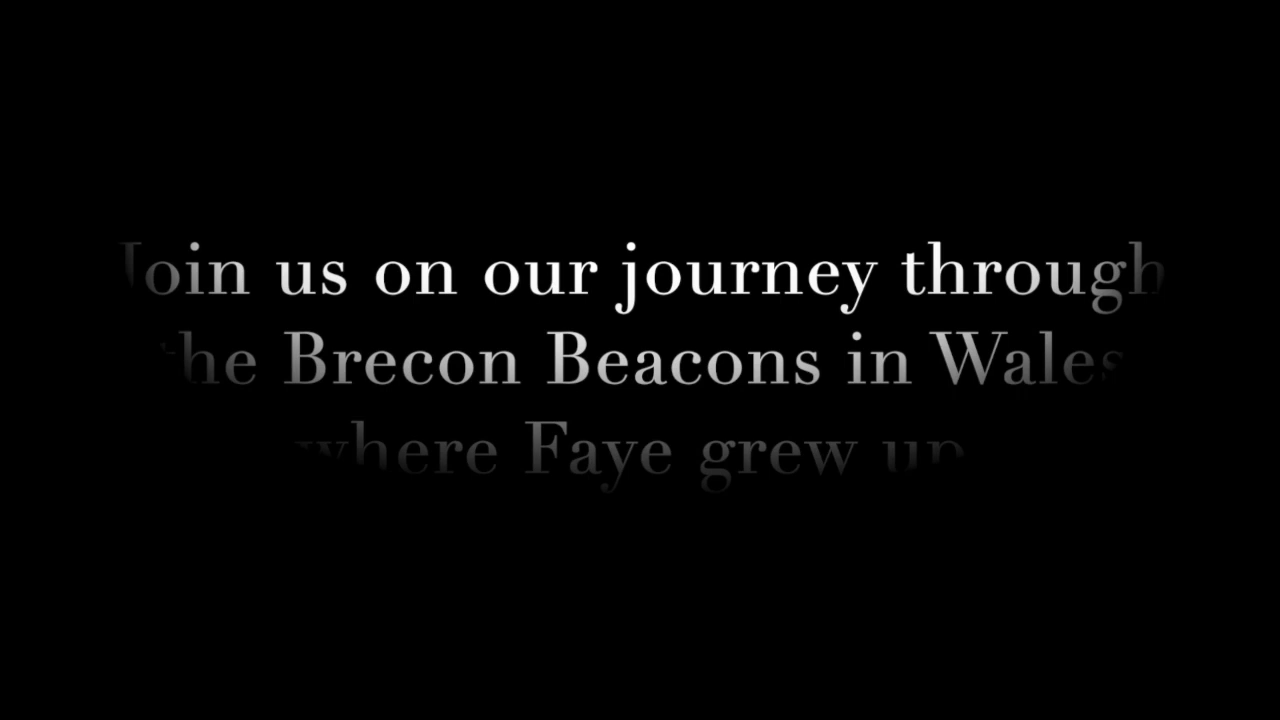 Join us on our journey through
the Brecon Beacons in Wales
where Faye grew up